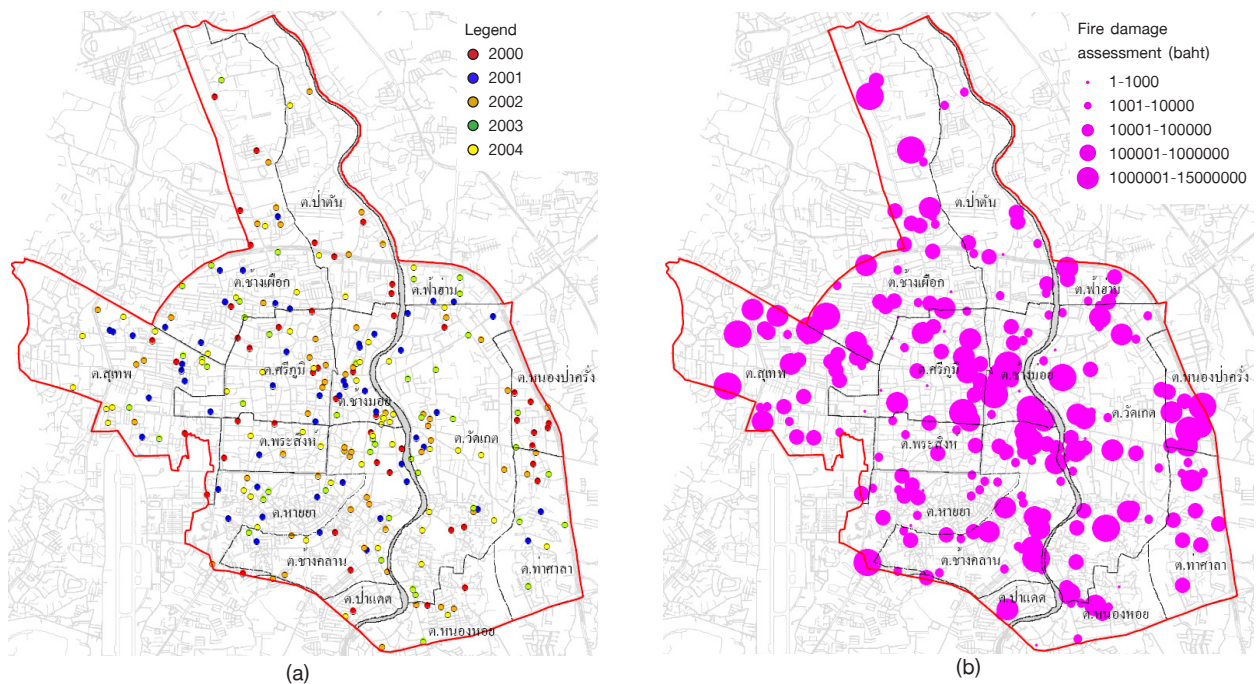 Legend
2000
2001
2002
2003
2004
ต.ป่าตัน
ต.ช้างเผือก
ต.ฟ้าฮ่าม
ต.สุเทพ
ต.ศรีภูมิ
ต.หนองป่าครั่ง
ต.ช้างมอย
ต.พระสิงห์
ต.วัดเกต
ต.หายยา
ต.ช้างคลาน
ต.ท่าศาลา
ต.ป่าแดด
ต.หนองหอย
(a)
Fire damage
assessment (baht)
1-1000
1001-10000
10001-100000
100001-1000000
1000001-15000000
ต.ป่าตัน
ต.ช้างเผือก
ต.ฟ้าฮ่าม
ต.สุเทพ
ต.ศรีภูมิ
ต.หนองป่าครั่ง
ต.ช้างมอย
ต.พระสิงห์
ต.วัดเกต
ต.หายยา
ต.ช้างคลาน
ต.ท่าศาลา
ต.ป่าแดด
ต.หนองหอย
(b)